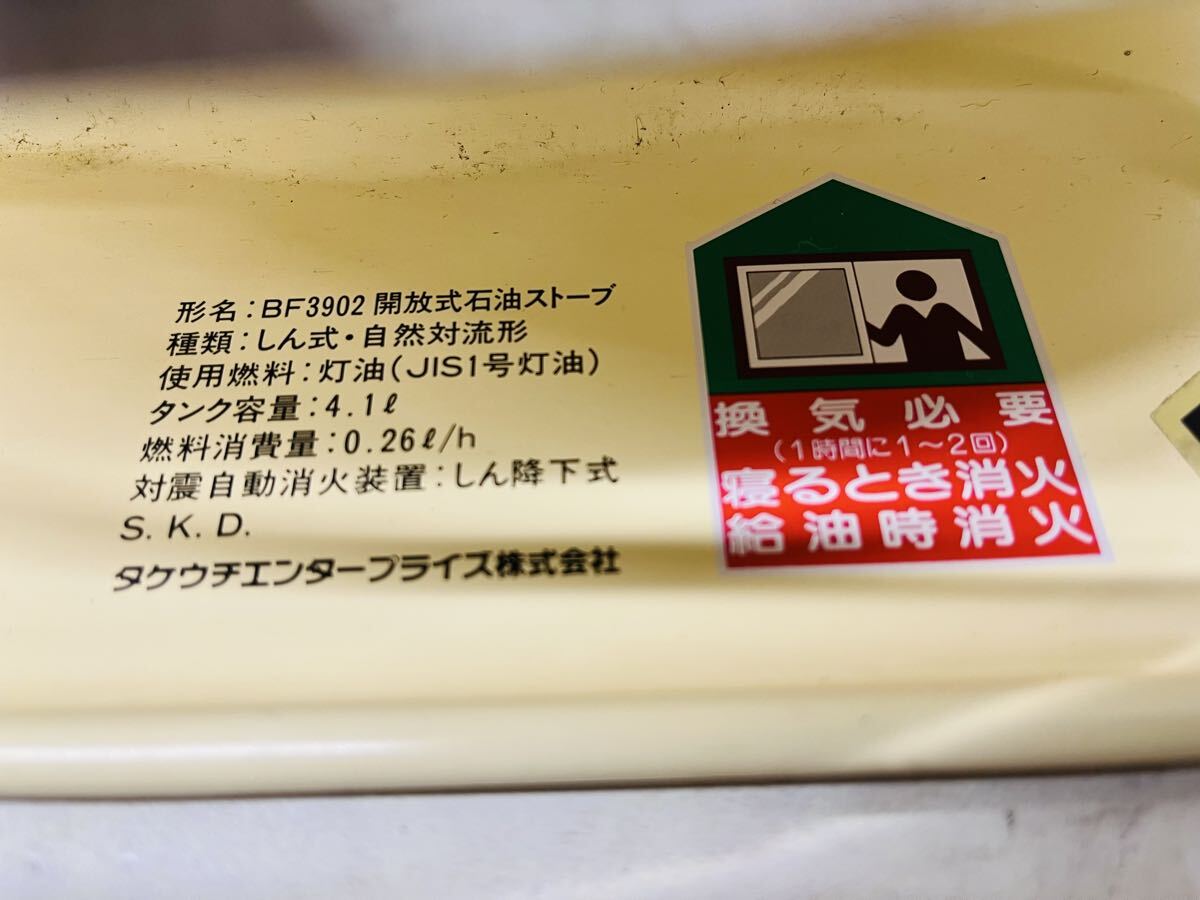 形名:BF3902 開放式石油ストーブ
種類:しん式・自然対流形
使用燃料:灯油(JIS1号灯油)
タンク容量:4.1ℓ
燃料消費量:0.26ℓ/h
対震自動消火装置:しん降下式
S.K.D.
タケウチエンタープライズ株式会社
換気必要
(1時間に1〜2回)
寝るとき消火
給油時消火